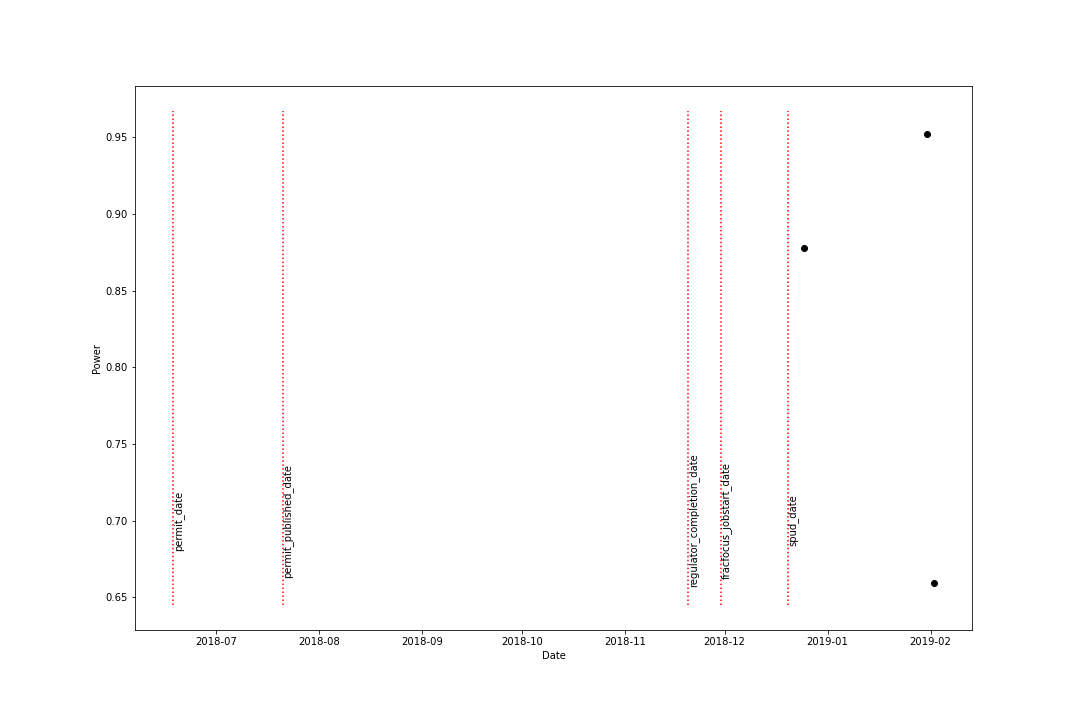 0.95
0.90
0.85
0.80
0.75
0.70
0.65
Power
permit_date
permit_published_date
regulator_completion_date
fracfocus_jobstart_date
spud_date
2018-07 2018-08 2018-09 2018-10 2018-11 2018-12 2019-01 2019-02
Date